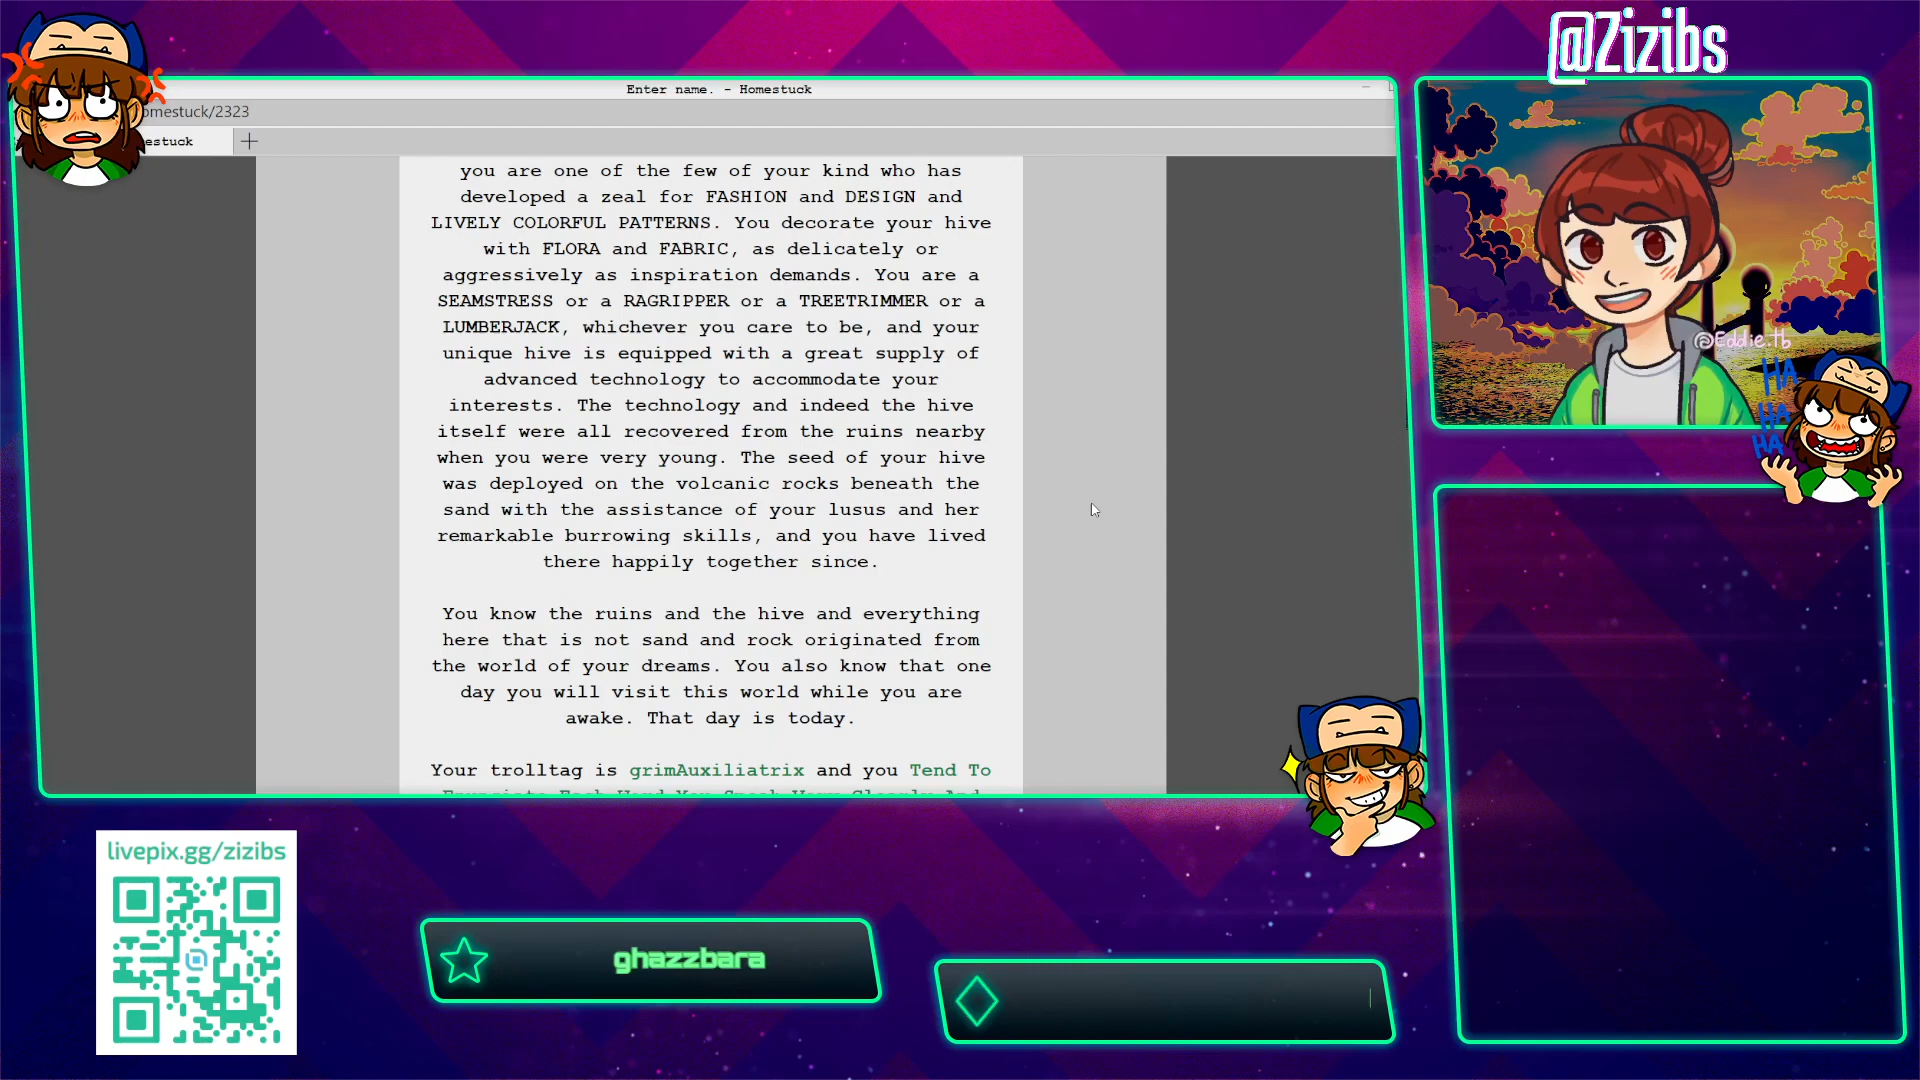 @Zizibs
Enter name. - Homestuck
omestuck/2323
estuck
you are one of the few of your kind who has
developed a zeal for FASHION and DESIGN and
LIVELY COLORFUL PATTERNS. You decorate your hive
with FLORA and FABRIC, as delicately or
aggressively as inspiration demands. You are a
SEAMSTRESS or a RAGRIPPER or a TREETRIMMER or a
LUMBERJACK, whichever you care to be, and your
unique hive is equipped with a great supply of
advanced technology to accommodate your
interests. The technology and indeed the hive
itself were all recovered from the ruins nearby
when you were very young. The seed of your hive
was deployed on the volcanic rocks beneath the
sand with the assistance of your lusus and her
remarkable burrowing skills, and you have lived
there happily together since.
You know the ruins and the hive and everything
here that is not sand and rock originated from
the world of your dreams. You also know that one
day you will visit this world while you are
awake. That day is today.
Your trolltag is grimAuxiliatrix and you Tend To
@Eddie.tb
HA
HA
HA
livepix.gg/zizibs
ghazzbara